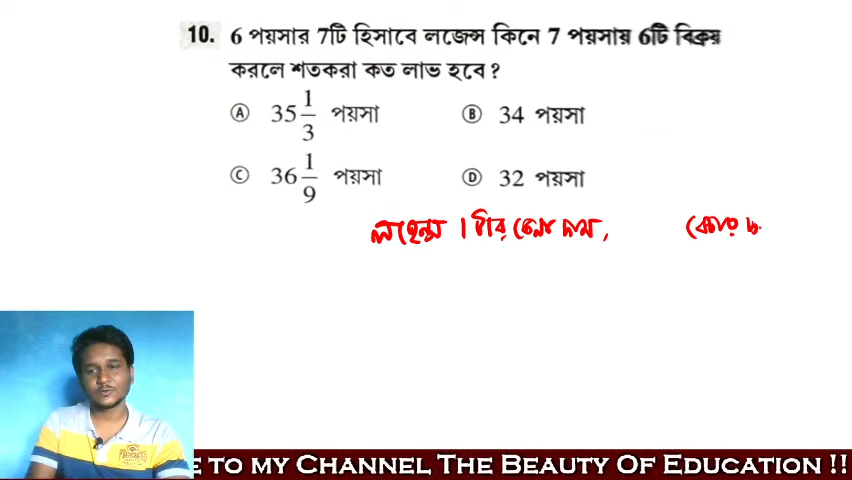 10. 6 পয়সার 7টি হিসাবে লজেন্স কিনে 7 পয়সায় 6টি বিক্রয়
করলে শতকরা কত লাভ হবে ?
Ⓐ 35 1/3 পয়সা Ⓑ 34 পয়সা
Ⓒ 36 1/9 পয়সা Ⓓ 32 পয়সা
1 টির দাম,
E TO MY CHANNEL THE BEAUTY OF EDUCATION !!